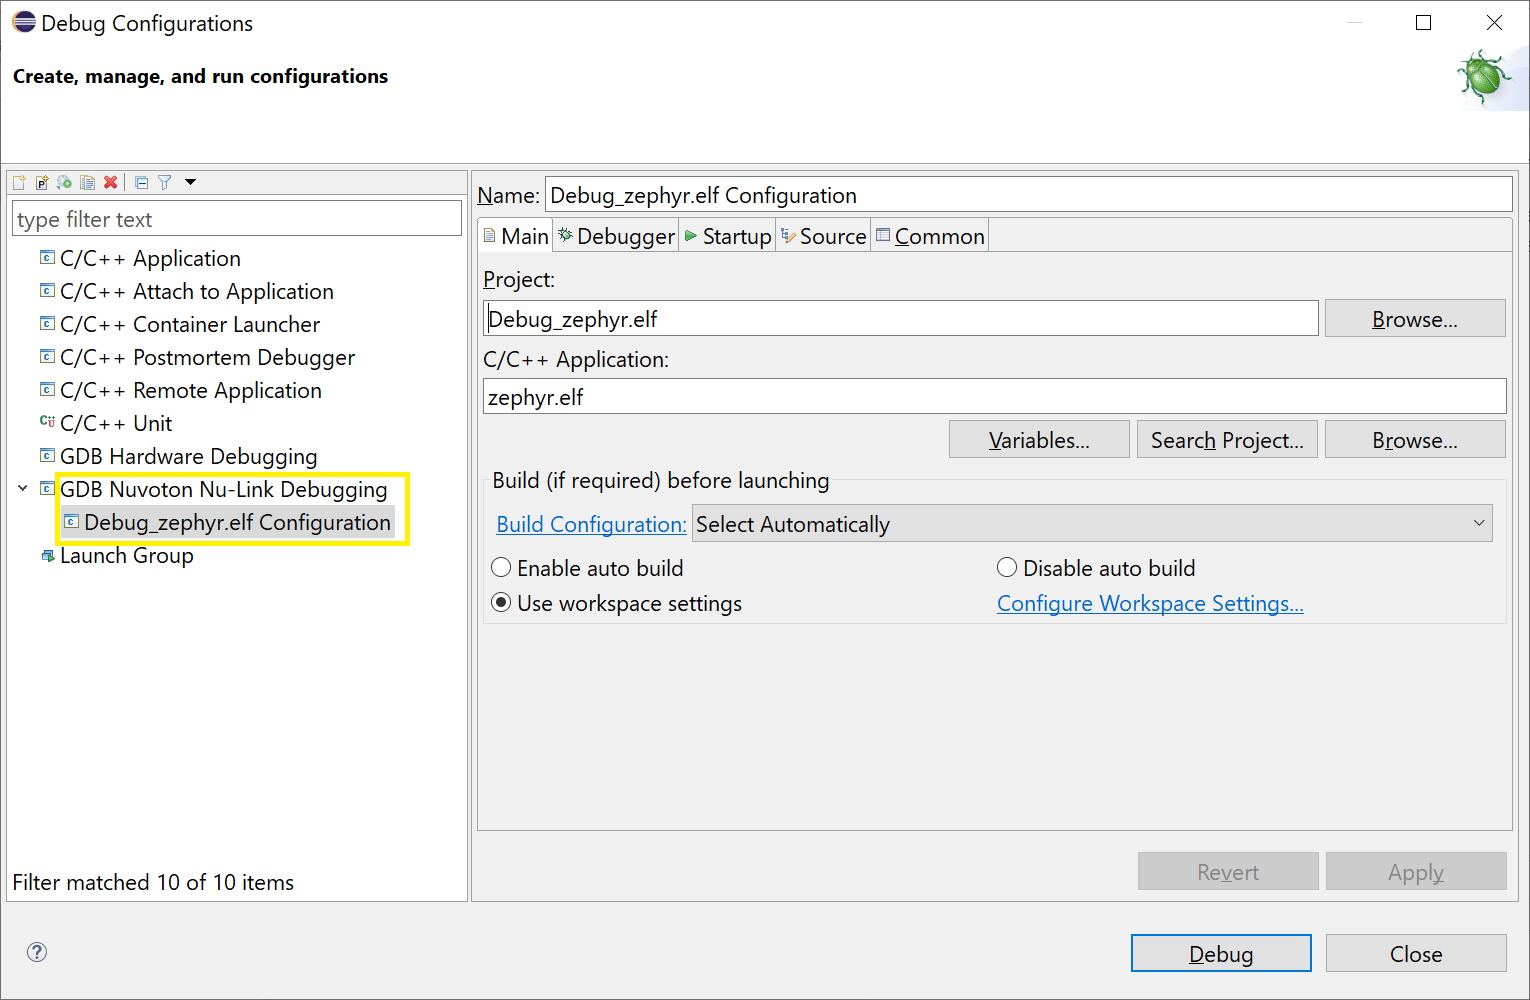 Debug Configurations
Create, manage, and run configurations
type filter text
C/C++ Application
C/C++ Attach to Application
C/C++ Container Launcher
C/C++ Postmortem Debugger
C/C++ Remote Application
C/C++ Unit
GDB Hardware Debugging
GDB Nuvoton Nu-Link Debugging
Debug_zephyr.elf Configuration
Launch Group
Filter matched 10 of 10 items
Name: Debug_zephyr.elf Configuration
Main Debugger Startup Source Common
Project:
Debug_zephyr.elf Browse...
C/C++ Application:
zephyr.elf
Variables... Search Project... Browse...
Build (if required) before launching
Build Configuration: Select Automatically
Enable auto build Disable auto build
Use workspace settings Configure Workspace Settings...
Revert Apply
Debug Close